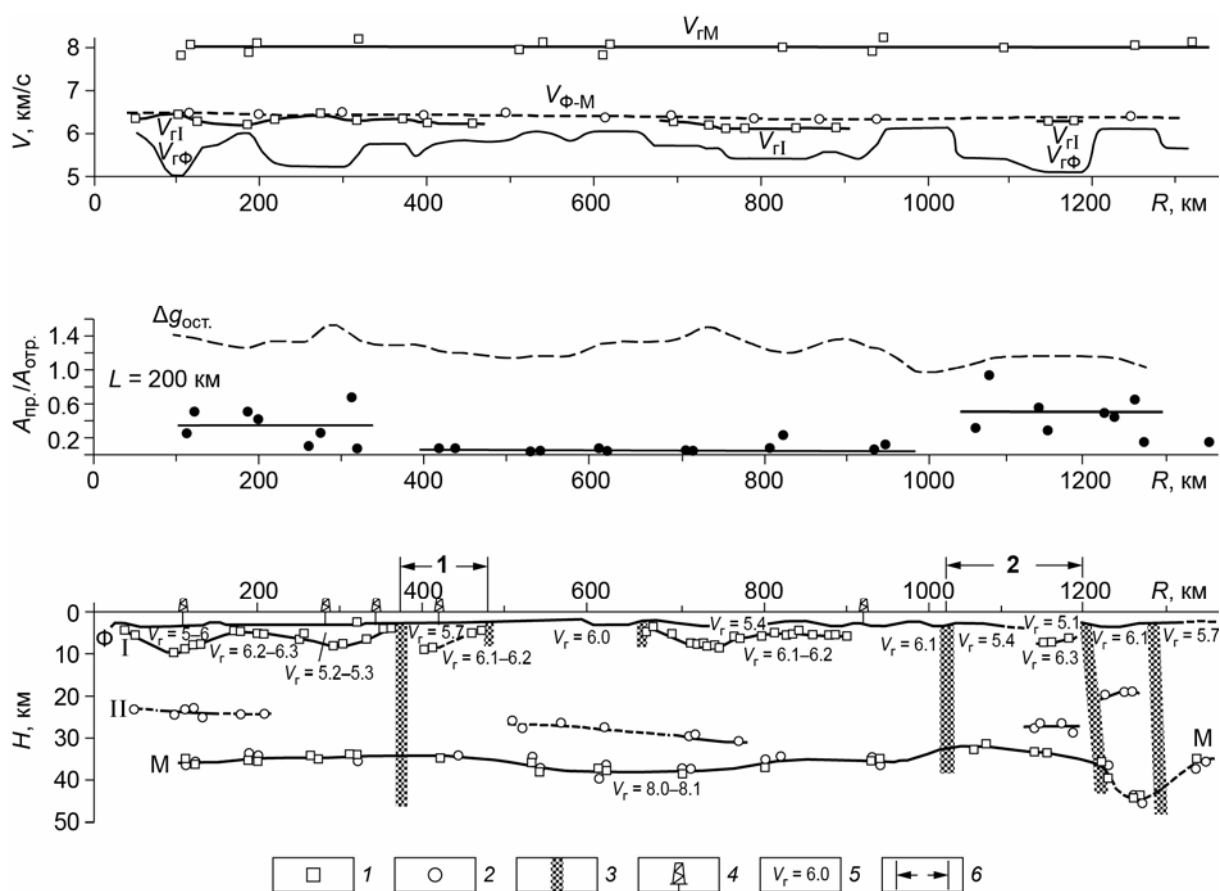 V, км/с
8
7
6
5
VгМ
VФ-М
VгI
VгФ
VгI
VгI
VгФ
0 200 400 600 800 1000 1200 R, км
Апр./Аотр.
1.4
1.0
0.6
0.2
Δgост.
L = 200 км
0 200 400 600 800 1000 1200 R, км
1 2
200 400 600 800 1000 1200 R, км
H, км
0
10
20
30
40
50
Ф
I
II
М
Vг = 5–6
Vг = 6.2–6.3
Vг = 5.2–5.3
5.7
Vг = 6.1–6.2
Vг = 6.0
Vг = 5.4
Vг = 6.1–6.2
Vг = 6.1
Vг = 5.4
Vг = 5.1
Vг = 6.3
Vг = 6.1
Vг = 5.7
Vг = 8.0–8.1
М
1 2 3 4 Vг = 6.0 5 6